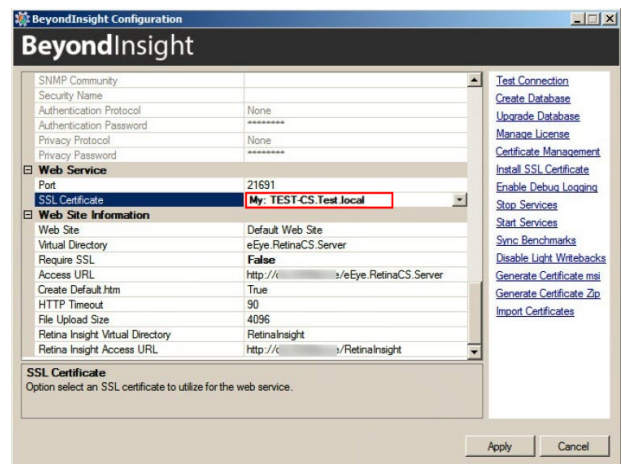 BeyondInsight Configuration
BeyondInsight
SNMP Community
Security Name
Authentication Protocol None
Authentication Password ********
Privacy Protocol None
Privacy Password ********
Web Service
Port 21691
SSL Certificate My: TEST-CS.Test.local
Web Site Information
Web Site Default Web Site
Virtual Directory eEye.RetinaCS.Server
Require SSL False
Access URL http:// /eEye.RetinaCS.Server
Create Default.htm True
HTTP Timeout 90
File Upload Size 4096
Retina Insight Virtual Directory RetinaInsight
Retina Insight Access URL http:// /RetinaInsight
SSL Certificate
Option select an SSL certificate to utilize for the web service.
Test Connection
Create Database
Upgrade Database
Manage License
Certificate Management
Install SSL Certificate
Enable Debug Logging
Stop Services
Start Services
Sync Benchmarks
Disable Light Writebacks
Generate Certificate msi
Generate Certificate Zip
Import Certificates
Apply Cancel